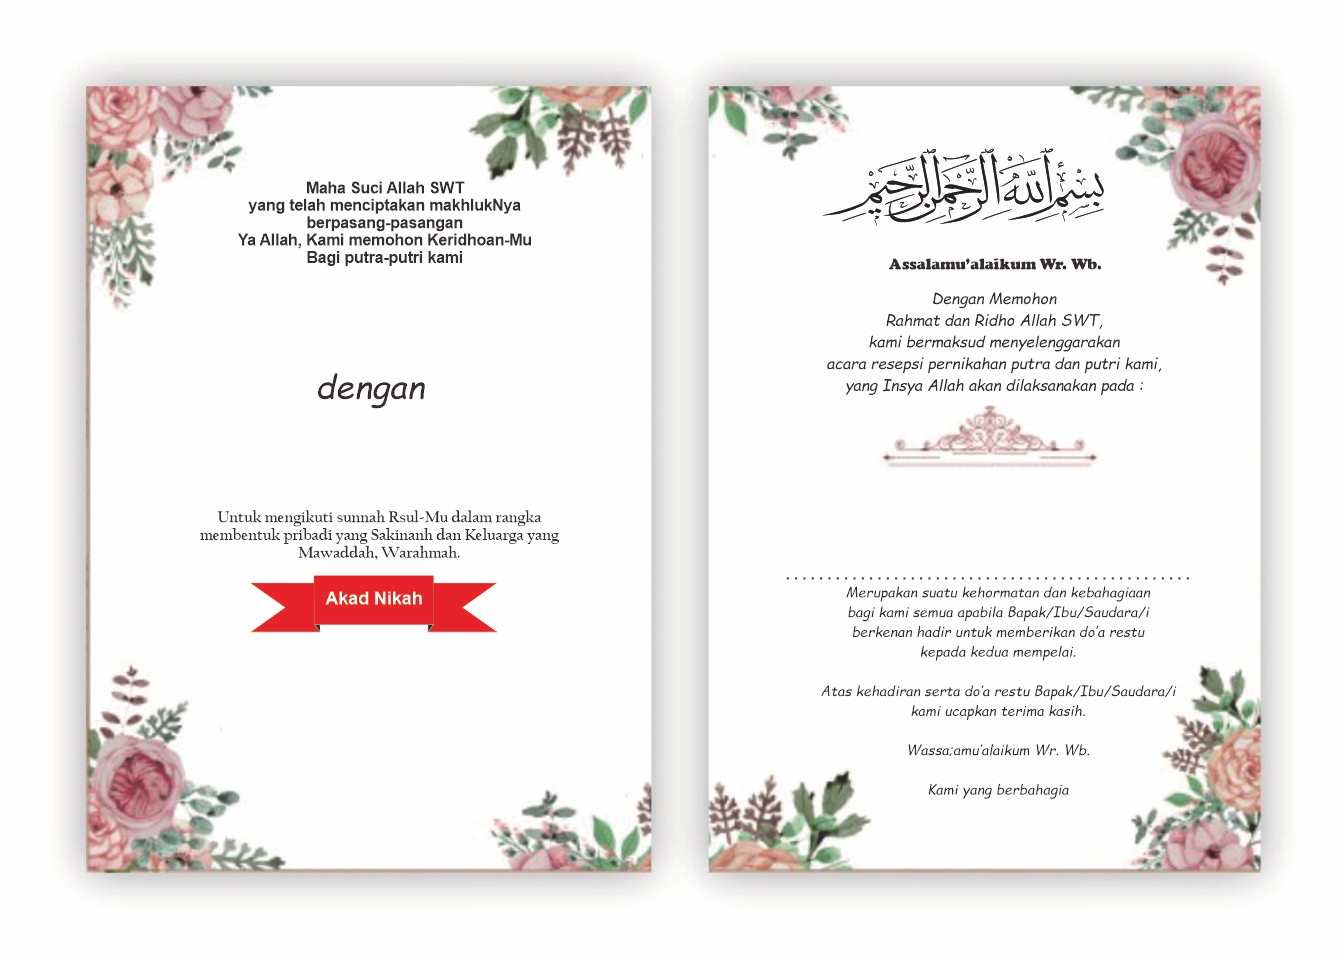 Maha Suci Allah SWT
yang telah menciptakan makhlukNya
berpasang-pasangan
Ya Allah, Kami memohon Keridhoan-Mu
Bagi putra-putri kami
dengan
Untuk mengikuti sunnah Rsul-Mu dalam rangka
membentuk pribadi yang Sakinanh dan Keluarga yang
Mawaddah, Warahmah.
Akad Nikah
بِسْمِ اللَّهِ الرَّحْمَٰنِ الرَّحِيمِ
Assalamu'alaikum Wr. Wb.
Dengan Memohon
Rahmat dan Ridho Allah SWT,
kami bermaksud menyelenggarakan
acara resepsi pernikahan putra dan putri kami,
yang Insya Allah akan dilaksanakan pada :
..................................................
Merupakan suatu kehormatan dan kebahagiaan
bagi kami semua apabila Bapak/Ibu/Saudara/i
berkenan hadir untuk memberikan do'a restu
kepada kedua mempelai.
Atas kehadiran serta do'a restu Bapak/Ibu/Saudara/i
kami ucapkan terima kasih.
Wassa;amu'alaikum Wr. Wb.
Kami yang berbahagia